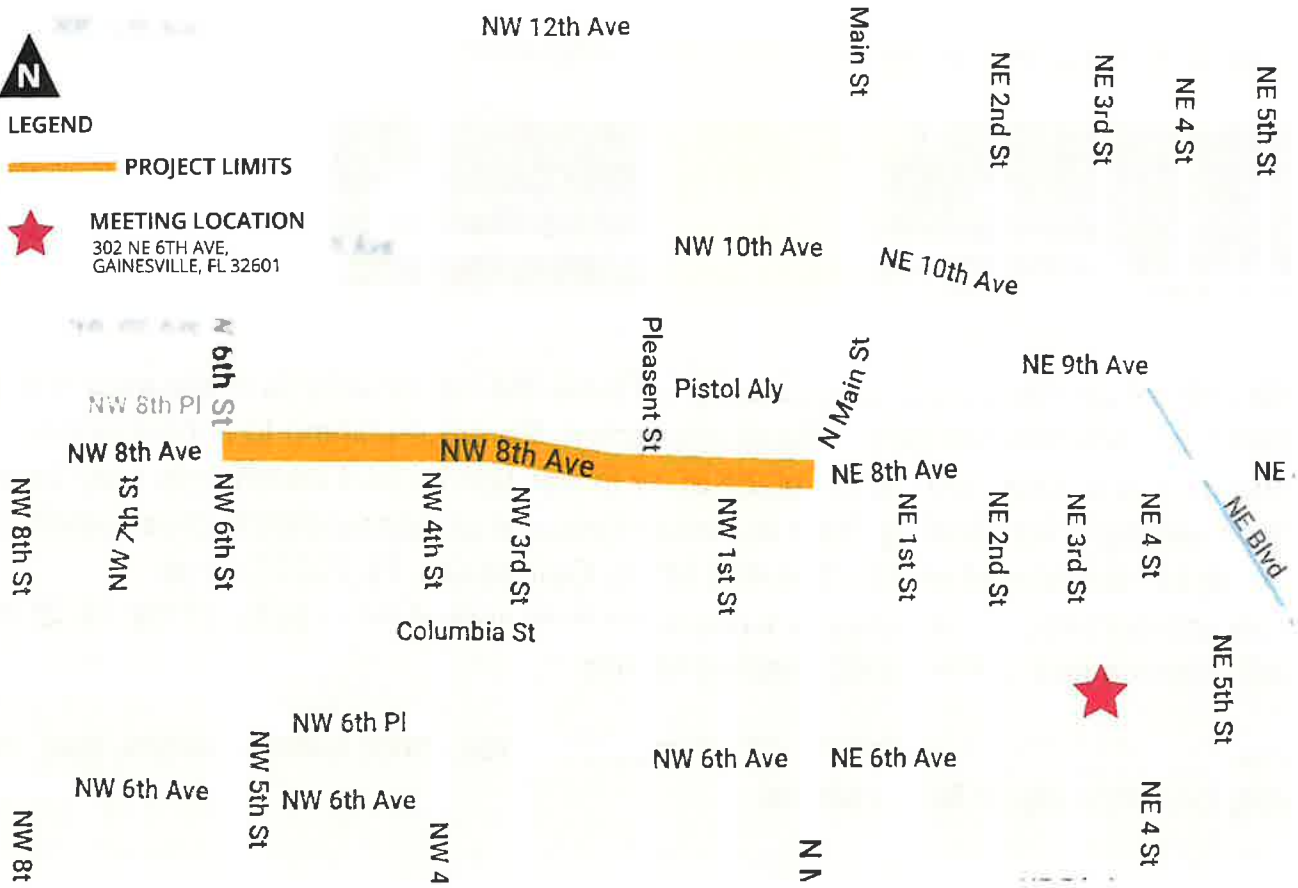 NW 12th Ave
Main St
NE 2nd St
NE 3rd St
NE 4 St
NE 5th St
N
LEGEND
PROJECT LIMITS
MEETING LOCATION
302 NE 6TH AVE,
GAINESVILLE, FL 32601
NW 10th Ave
NE 10th Ave
N 6th St
Pleasent St
Pistol Aly
N Main St
NE 9th Ave
NW 8th Pl
NW 8th Ave
NW 8th Ave
NE 8th Ave
NE
NW 8th St
NW 7th St
NW 6th St
NW 4th St
NW 3rd St
NW 1st St
NE 1st St
NE 2nd St
NE 3rd St
NE 4 St
NE Blvd
Columbia St
NE 5th St
NW 6th Pl
NW 6th Ave
NE 6th Ave
NW 6th Ave
NW 5th St
NW 6th Ave
NE 4 St
NW 8t
NW 4
N